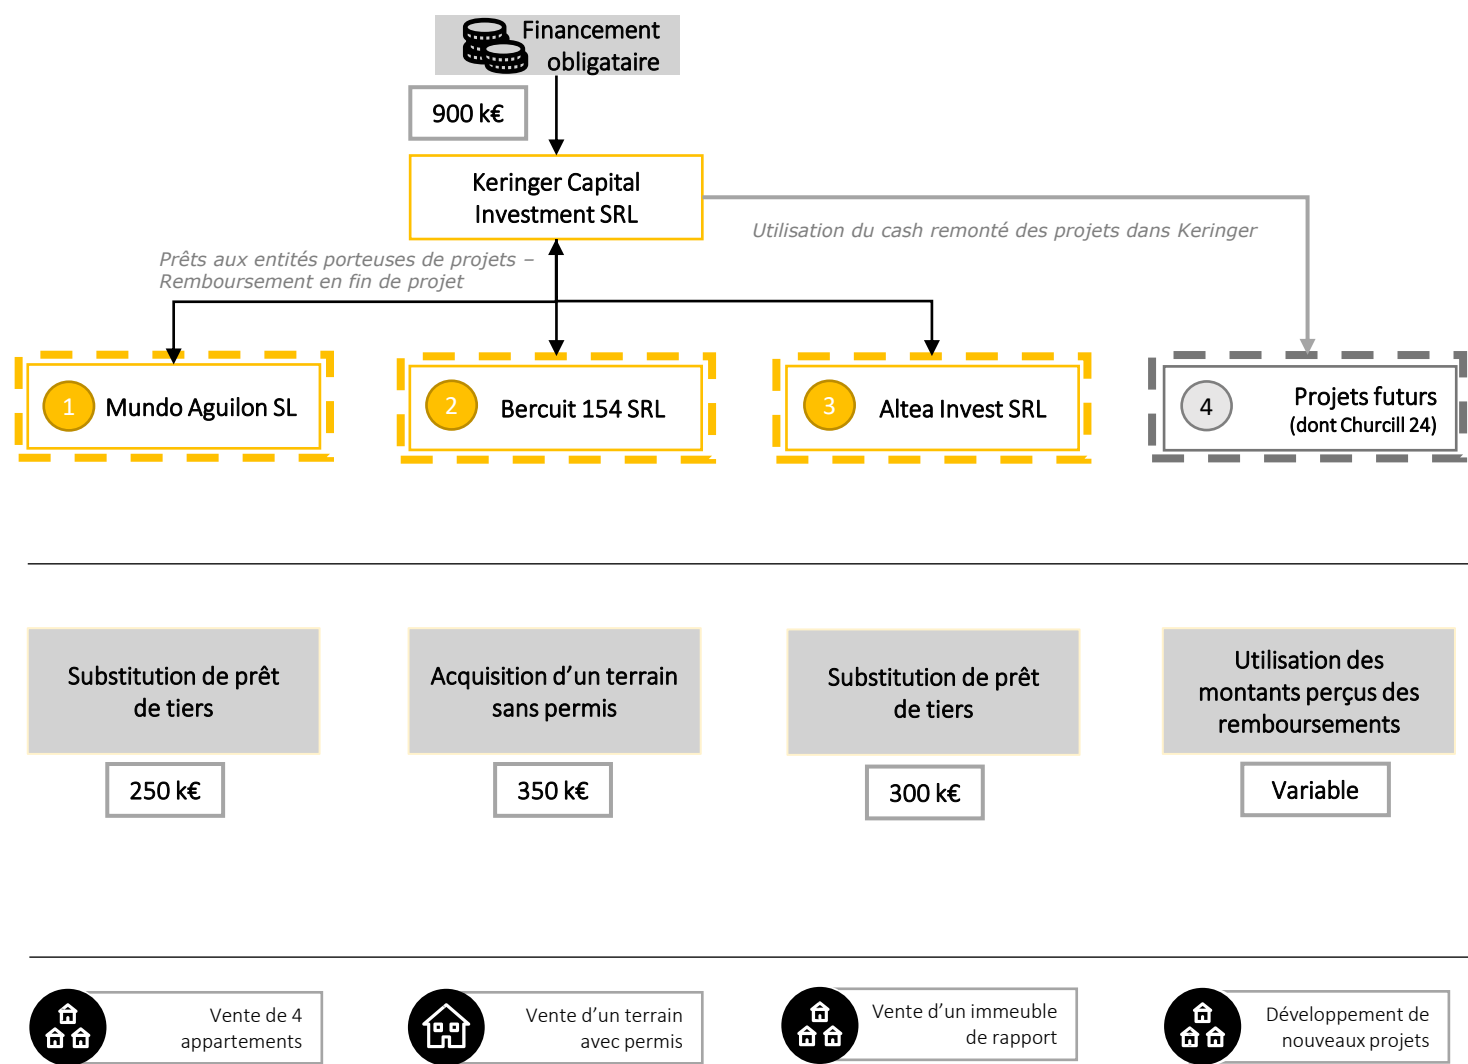 Financement
obligataire
900 k€
Keringer Capital
Investment SRL
Utilisation du cash remonté des projets dans Keringer
Prêts aux entités porteuses de projets –
Remboursement en fin de projet
1
Mundo Aguilon SL
2
Bercuit 154 SRL
3
Altea Invest SRL
4
Projets futurs
(dont Churcill 24)
Substitution de prêt
de tiers
250 k€
Acquisition d’un terrain
sans permis
350 k€
Substitution de prêt
de tiers
300 k€
Utilisation des
montants perçus des
remboursements
Variable
Vente de 4
appartements
Vente d’un terrain
avec permis
Vente d’un immeuble
de rapport
Développement de
nouveaux projets